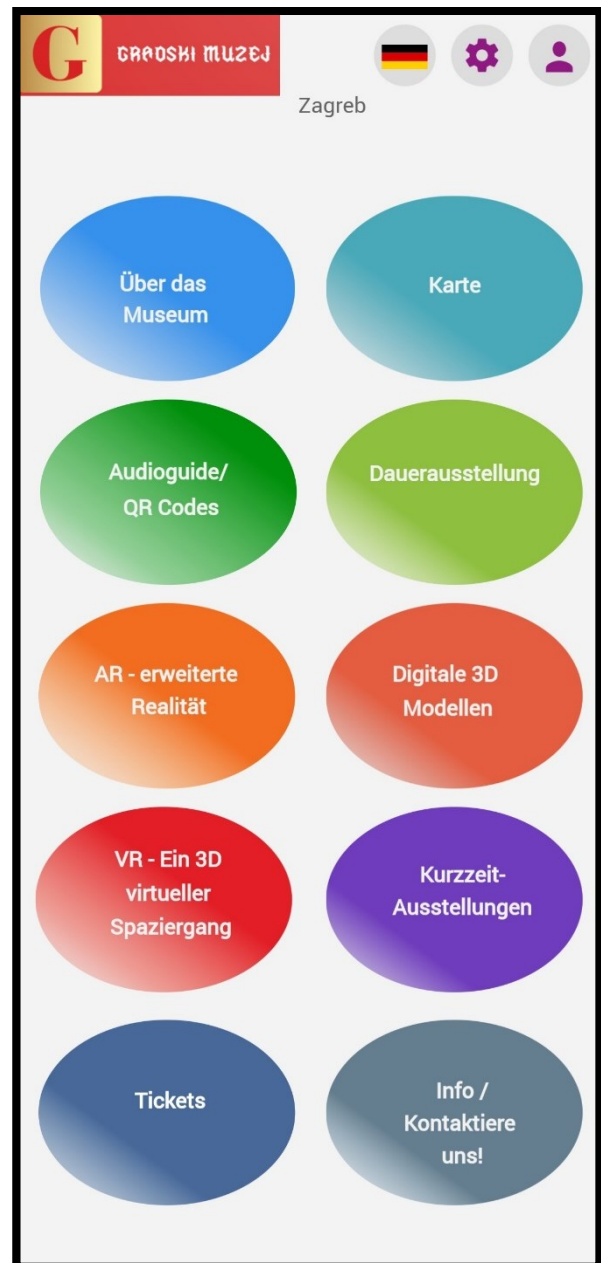 G GRADSKI MUZEJ
Zagreb
Über das
Museum
Karte
Audioguide/
QR Codes
Dauerausstellung
AR - erweiterte
Realität
Digitale 3D
Modellen
VR - Ein 3D
virtueller
Spaziergang
Kurzzeit-
Ausstellungen
Tickets
Info /
Kontaktiere
uns!